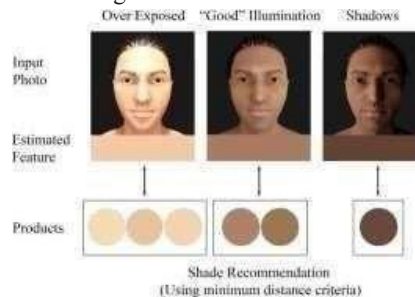 Over Exposed
"Good" Illumination
Shadows
Input
Photo
Estimated
Feature
Products
Shade Recommendation
(Using minimum distance criteria)